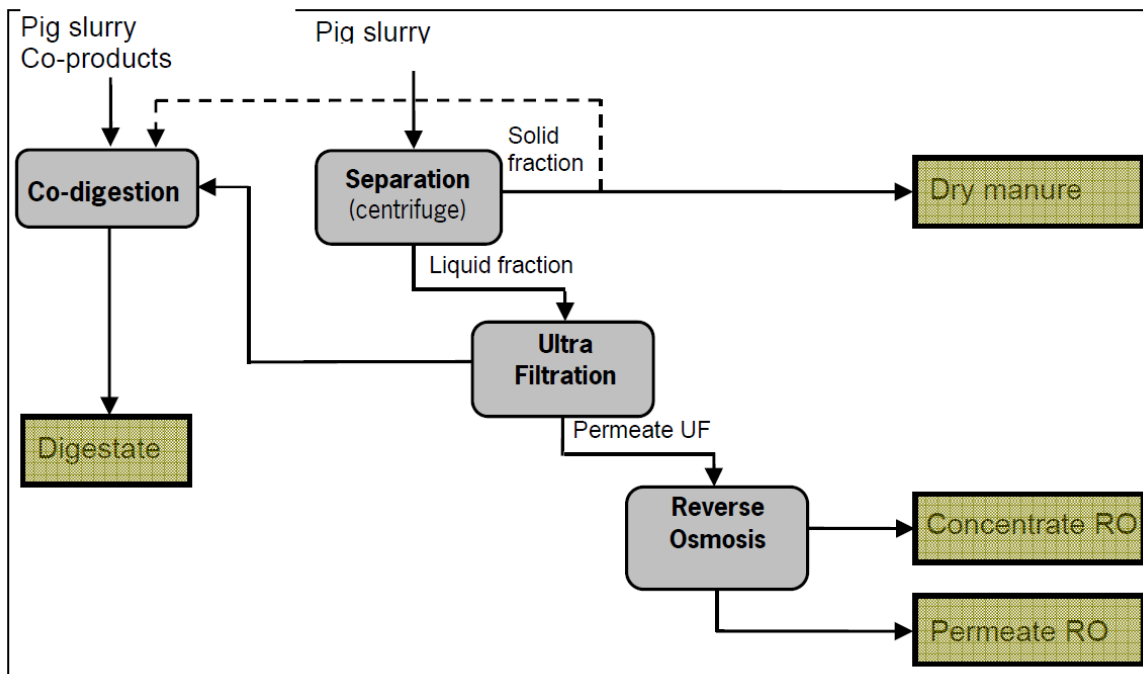 Pig slurry
Co-products
Pig slurry
Solid
fraction
Co-digestion
Separation
(centrifuge)
Dry manure
Liquid fraction
Ultra
Filtration
Permeate UF
Digestate
Reverse
Osmosis
Concentrate RO
Permeate RO